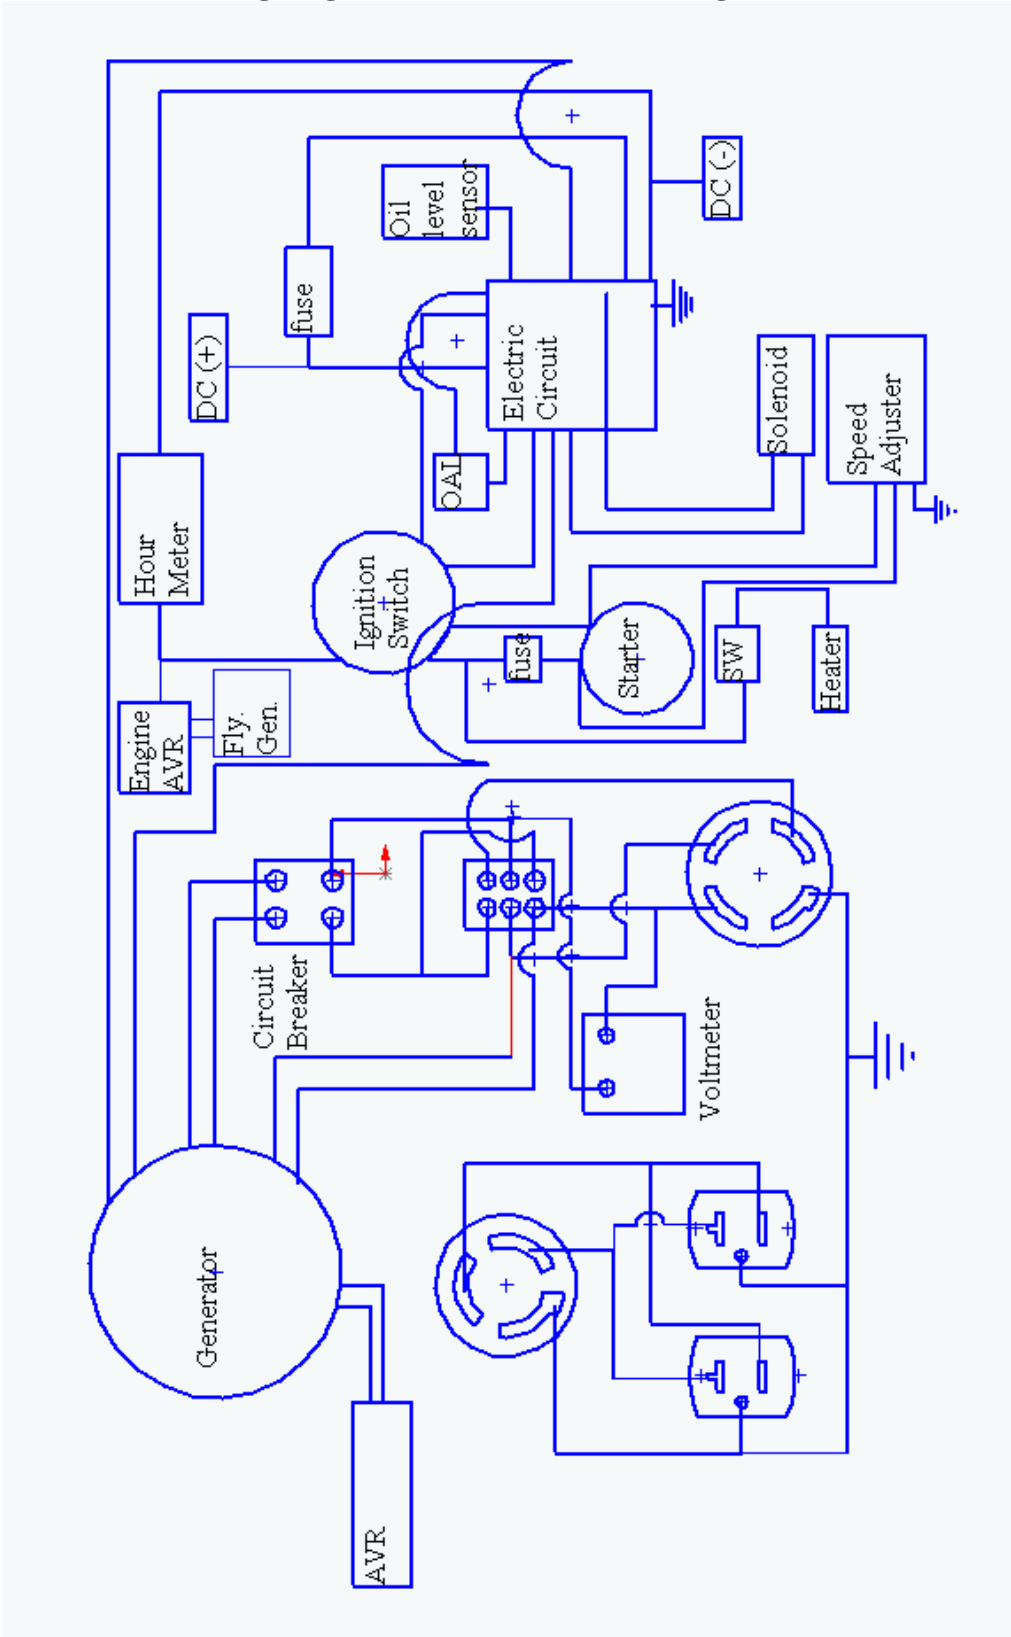 DC (-)
Oil
level
sensor
fuse
DC (+)
Electric
Circuit
Solenoid
Speed
Adjuster
OAL
Hour
Meter
Ignition
Switch
fuse
Starter
SW
Heater
Engine
AVR
Fly.
Gen.
Circuit
Breaker
Voltmeter
Generator
AVR